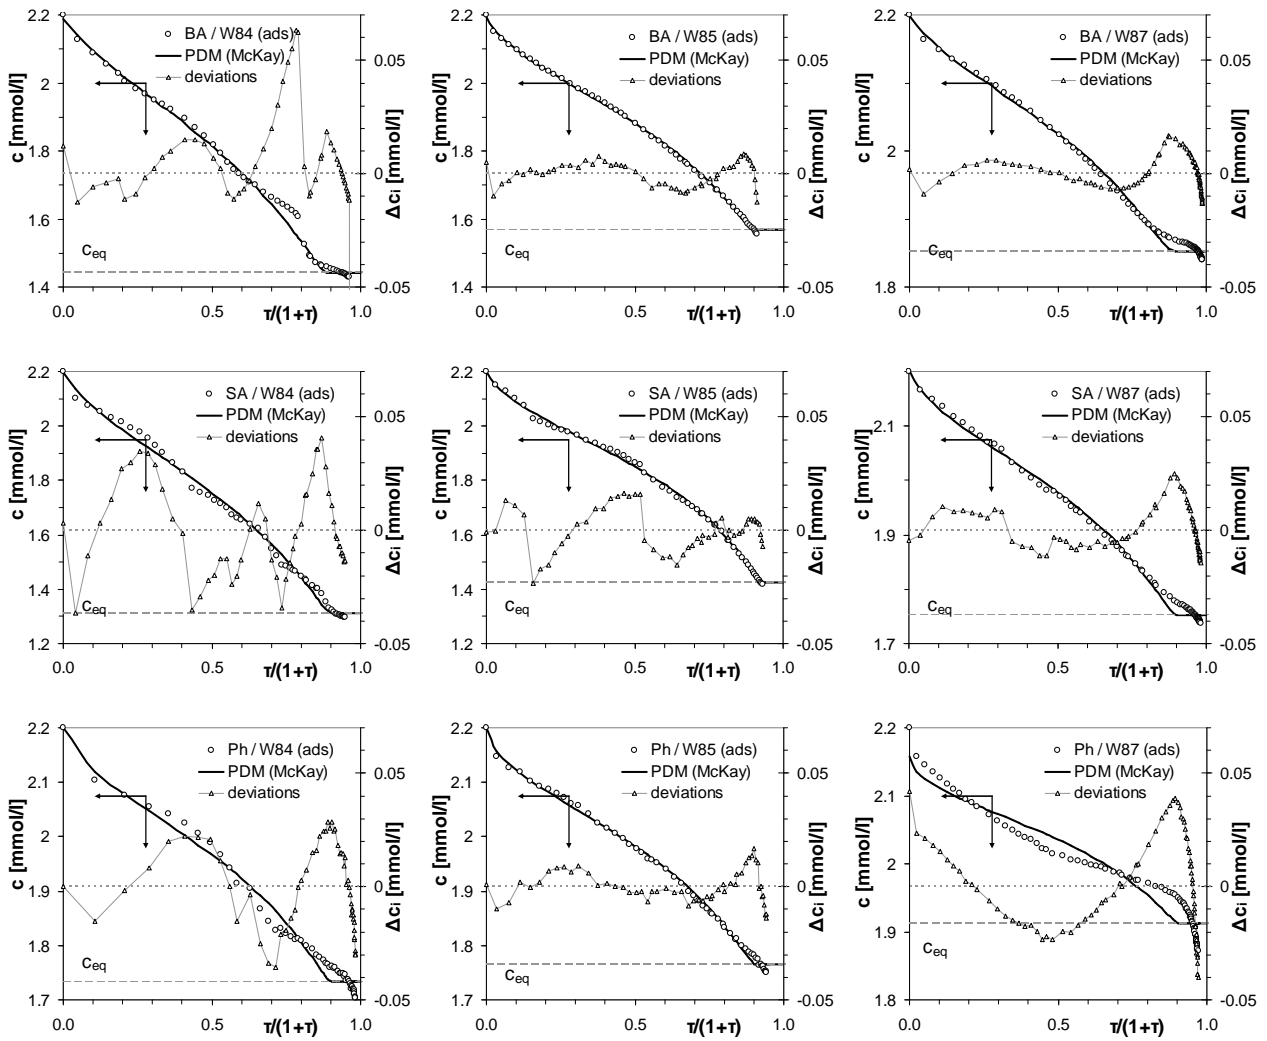 2.2
2
1.8
1.6
1.4
c [mmol/l]
BA / W84 (ads)
PDM (McKay)
deviations
c_eq
0.05
0
-0.05
Δc_i [mmol/l]
0.0
0.5
1.0
τ/(1+τ)
2.2
2
1.8
1.6
1.4
c [mmol/l]
BA / W85 (ads)
PDM (McKay)
deviations
c_eq
0.05
0
-0.05
Δc_i [mmol/l]
0.0
0.5
1.0
τ/(1+τ)
2.2
2.1
2
1.9
1.8
c [mmol/l]
BA / W87 (ads)
PDM (McKay)
deviations
c_eq
0.05
0
-0.05
Δc_i [mmol/l]
0.0
0.5
1.0
τ/(1+τ)
2.2
2.0
1.8
1.6
1.4
1.2
c [mmol/l]
SA / W84 (ads)
PDM (McKay)
deviations
c_eq
0.05
0
-0.05
Δc_i [mmol/l]
0.0
0.5
1.0
τ/(1+τ)
2.2
2.0
1.8
1.6
1.4
1.2
c [mmol/l]
SA / W85 (ads)
PDM (McKay)
deviations
c_eq
0.05
0
-0.05
Δc_i [mmol/l]
0.0
0.5
1.0
τ/(1+τ)
2.1
1.9
1.7
c [mmol/l]
SA / W87 (ads)
PDM (McKay)
deviations
c_eq
0.05
0
-0.05
Δc_i [mmol/l]
0.0
0.5
1.0
τ/(1+τ)
2.2
2.1
2
1.9
1.8
1.7
c [mmol/l]
Ph / W84 (ads)
PDM (McKay)
deviations
c_eq
0.05
0
-0.05
Δc_i [mmol/l]
0.0
0.5
1.0
τ/(1+τ)
2.2
2.1
2.0
1.9
1.8
1.7
c [mmol/l]
Ph / W85 (ads)
PDM (McKay)
deviations
c_eq
0.05
0
-0.05
Δc_i [mmol/l]
0.0
0.5
1.0
τ/(1+τ)
2.2
2.1
2
1.9
1.8
c [mmol/l]
Ph / W87 (ads)
PDM (McKay)
deviations
c_eq
0.05
0
-0.05
Δc_i [mmol/l]
0.0
0.5
1.0
τ/(1+τ)